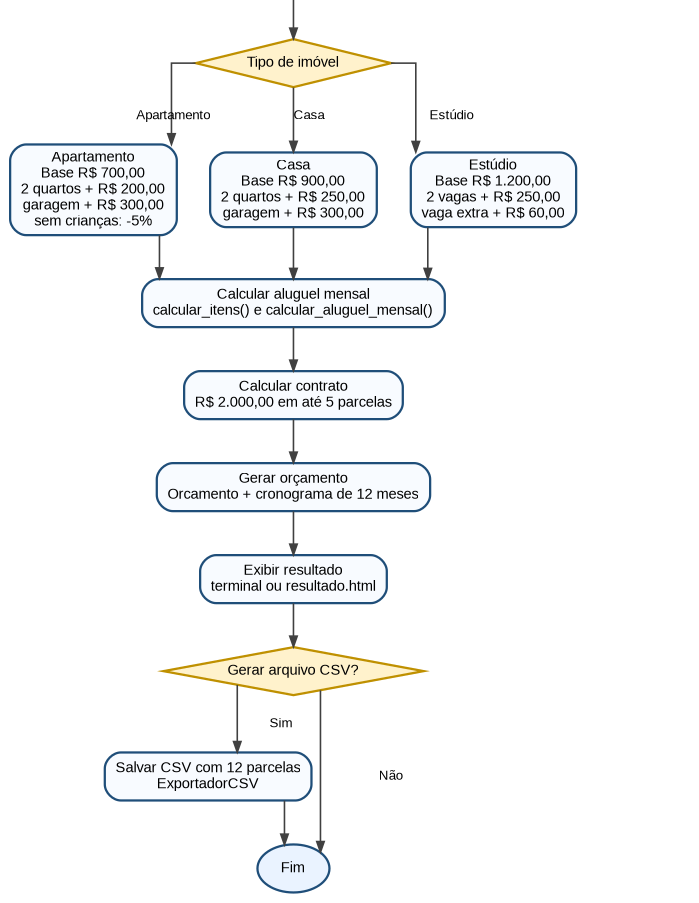 Tipo de imóvel
Apartamento
Casa
Estúdio
Apartamento
Base R$ 700,00
2 quartos + R$ 200,00
garagem + R$ 300,00
sem crianças: -5%
Casa
Base R$ 900,00
2 quartos + R$ 250,00
garagem + R$ 300,00
Estúdio
Base R$ 1.200,00
2 vagas + R$ 250,00
vaga extra + R$ 60,00
Calcular aluguel mensal
calcular_itens() e calcular_aluguel_mensal()
Calcular contrato
R$ 2.000,00 em até 5 parcelas
Gerar orçamento
Orcamento + cronograma de 12 meses
Exibir resultado
terminal ou resultado.html
Gerar arquivo CSV?
Sim
Não
Salvar CSV com 12 parcelas
ExportadorCSV
Fim